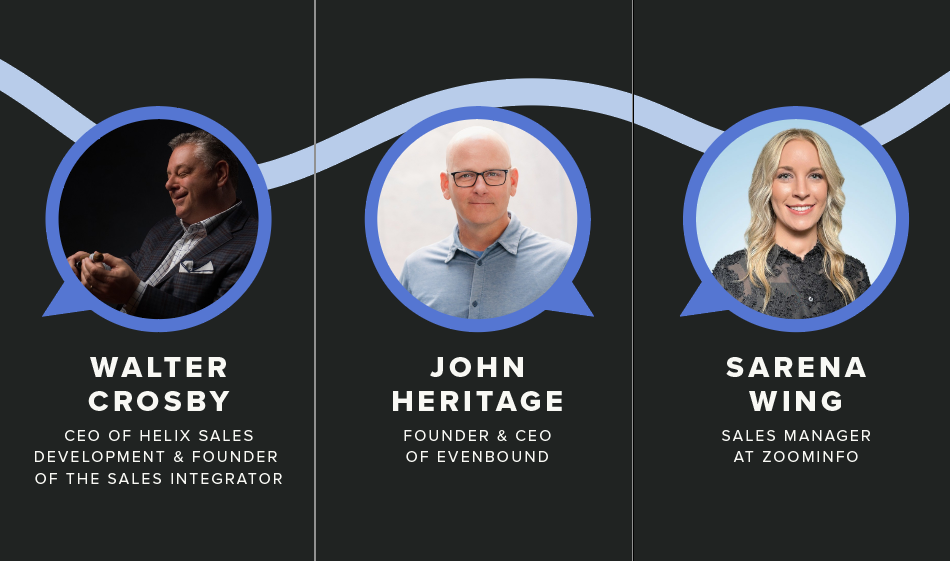 WALTER
CROSBY
CEO OF HELIX SALES
DEVELOPMENT & FOUNDER
OF THE SALES INTEGRATOR
JOHN
HERITAGE
FOUNDER & CEO
OF EVENBOUND
SARENA
WING
SALES MANAGER
AT ZOOMINFO